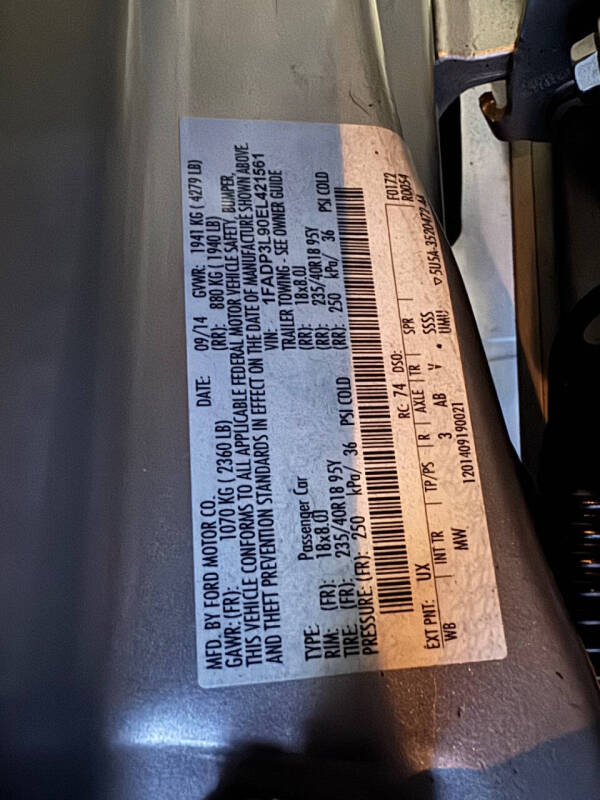 MFD. BY FORD MOTOR CO. DATE: 09/14 GVWR: 1941 KG (4279 LB)
GAWR: (FR): 1070 KG (2360 LB) (RR): 880 KG (1940 LB)
THIS VEHICLE CONFORMS TO ALL APPLICABLE FEDERAL MOTOR VEHICLE SAFETY, BUMPER,
AND THEFT PREVENTION STANDARDS IN EFFECT ON THE DATE OF MANUFACTURE SHOWN ABOVE.
VIN: 1FADP3L90EL421561
TYPE: Passenger Car TRAILER TOWING - SEE OWNER GUIDE
RIM: (FR): 18x8.0J (RR): 18x8.0J
TIRE: (FR): 235/40R18 95Y (RR): 235/40R18 95Y
PRESSURE: (FR): 250 kPa/ 36 PSI COLD (RR): 250 kPa/ 36 PSI COLD
F0172
R0054
EXT PNT: UX RC: 74 DSO:
WB INT TR TP/PS R AXLE TR SPR
MW 3 AB V SSSS
1201409190021 • UMU